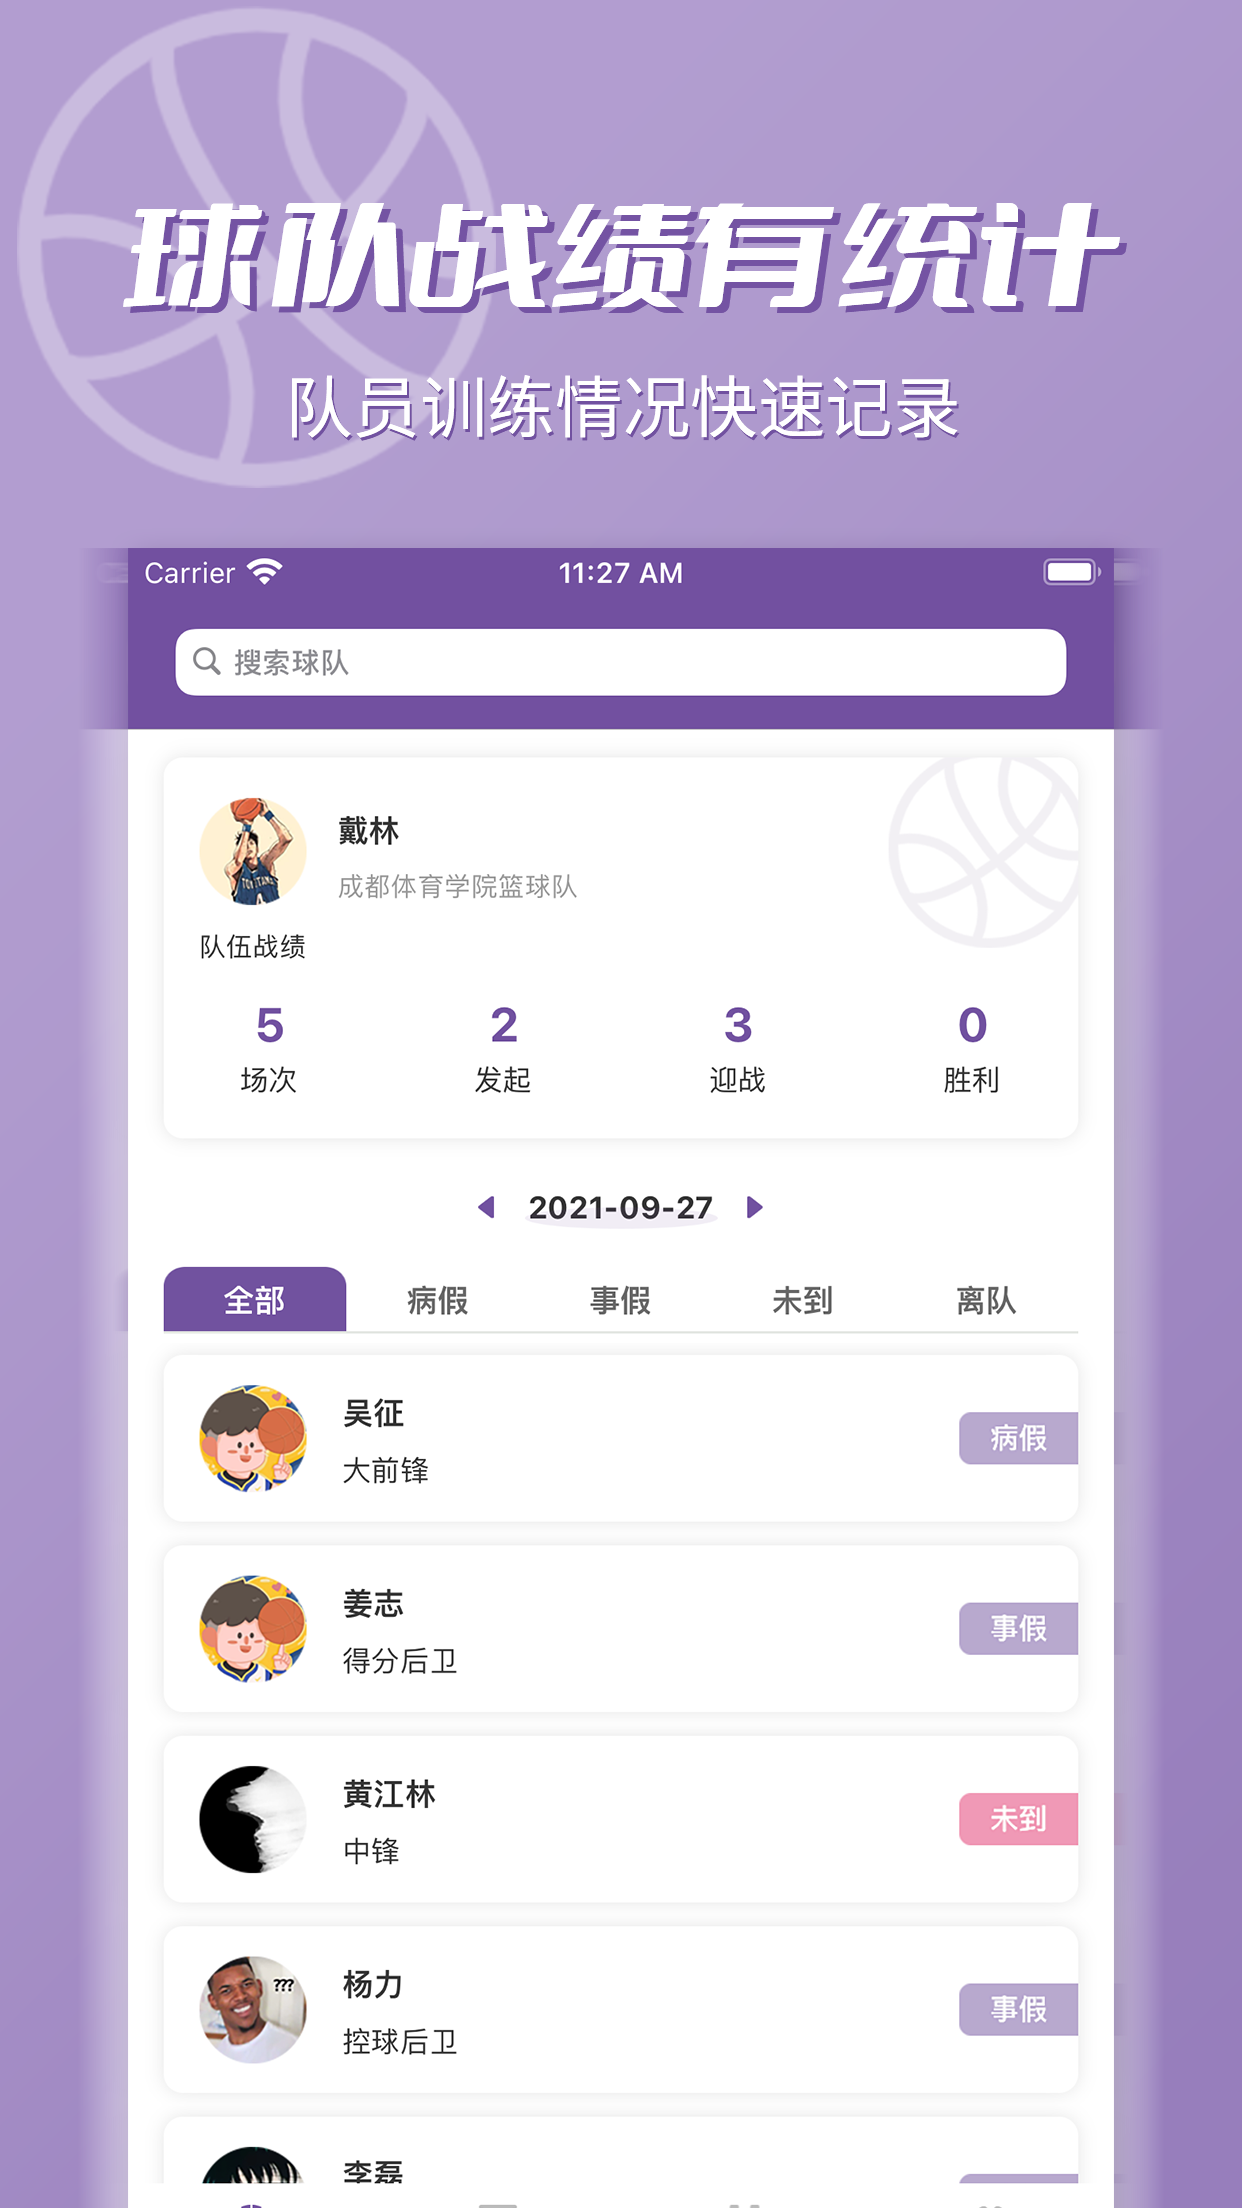 球队战绩有统计
队员训练情况快速记录
Carrier 11:27 AM
搜索球队
戴林
成都体育学院篮球队
队伍战绩
5 2 3 0
场次 发起 迎战 胜利
2021-09-27
全部 病假 事假 未到 离队
吴征
大前锋
病假
姜志
得分后卫
事假
黄江林
中锋
未到
???
杨力
控球后卫
事假
李磊